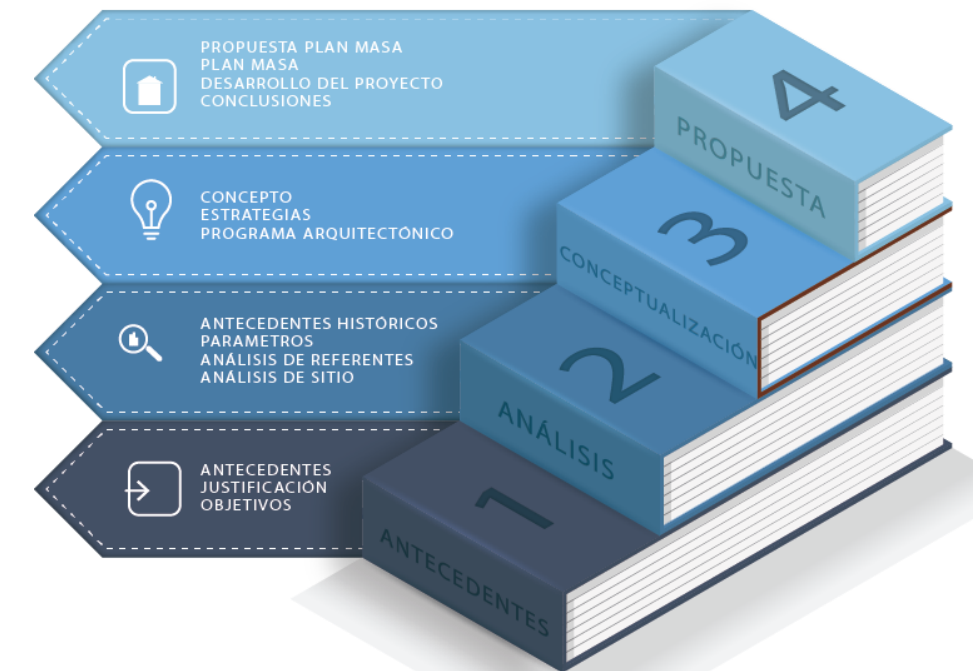 PROPUESTA PLAN MASA
PLAN MASA
DESARROLLO DEL PROYECTO
CONCLUSIONES
4
PROPUESTA
CONCEPTO
ESTRATEGIAS
PROGRAMA ARQUITECTÓNICO
3
CONCEPTUALIZACIÓN
ANTECEDENTES HISTÓRICOS
PARAMETROS
ANÁLISIS DE REFERENTES
ANÁLISIS DE SITIO
2
ANÁLISIS
ANTECEDENTES
JUSTIFICACIÓN
OBJETIVOS
1
ANTECEDENTES